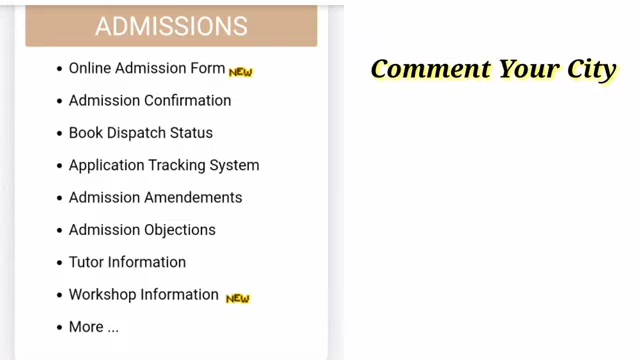 ADMISSIONS
• Online Admission Form NEW
• Admission Confirmation
• Book Dispatch Status
• Application Tracking System
• Admission Amendements
• Admission Objections
• Tutor Information
• Workshop Information NEW
• More ...
Comment Your City